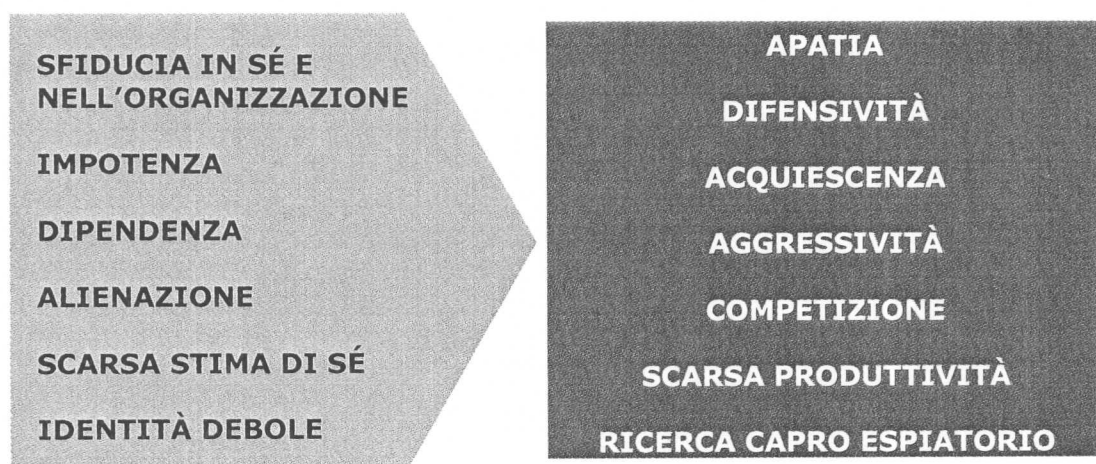 SFIDUCIA IN SÉ E
NELL'ORGANIZZAZIONE
IMPOTENZA
DIPENDENZA
ALIENAZIONE
SCARSA STIMA DI SÉ
IDENTITÀ DEBOLE
APATIA
DIFENSIVITÀ
ACQUIESCENZA
AGGRESSIVITÀ
COMPETIZIONE
SCARSA PRODUTTIVITÀ
RICERCA CAPRO ESPIATORIO